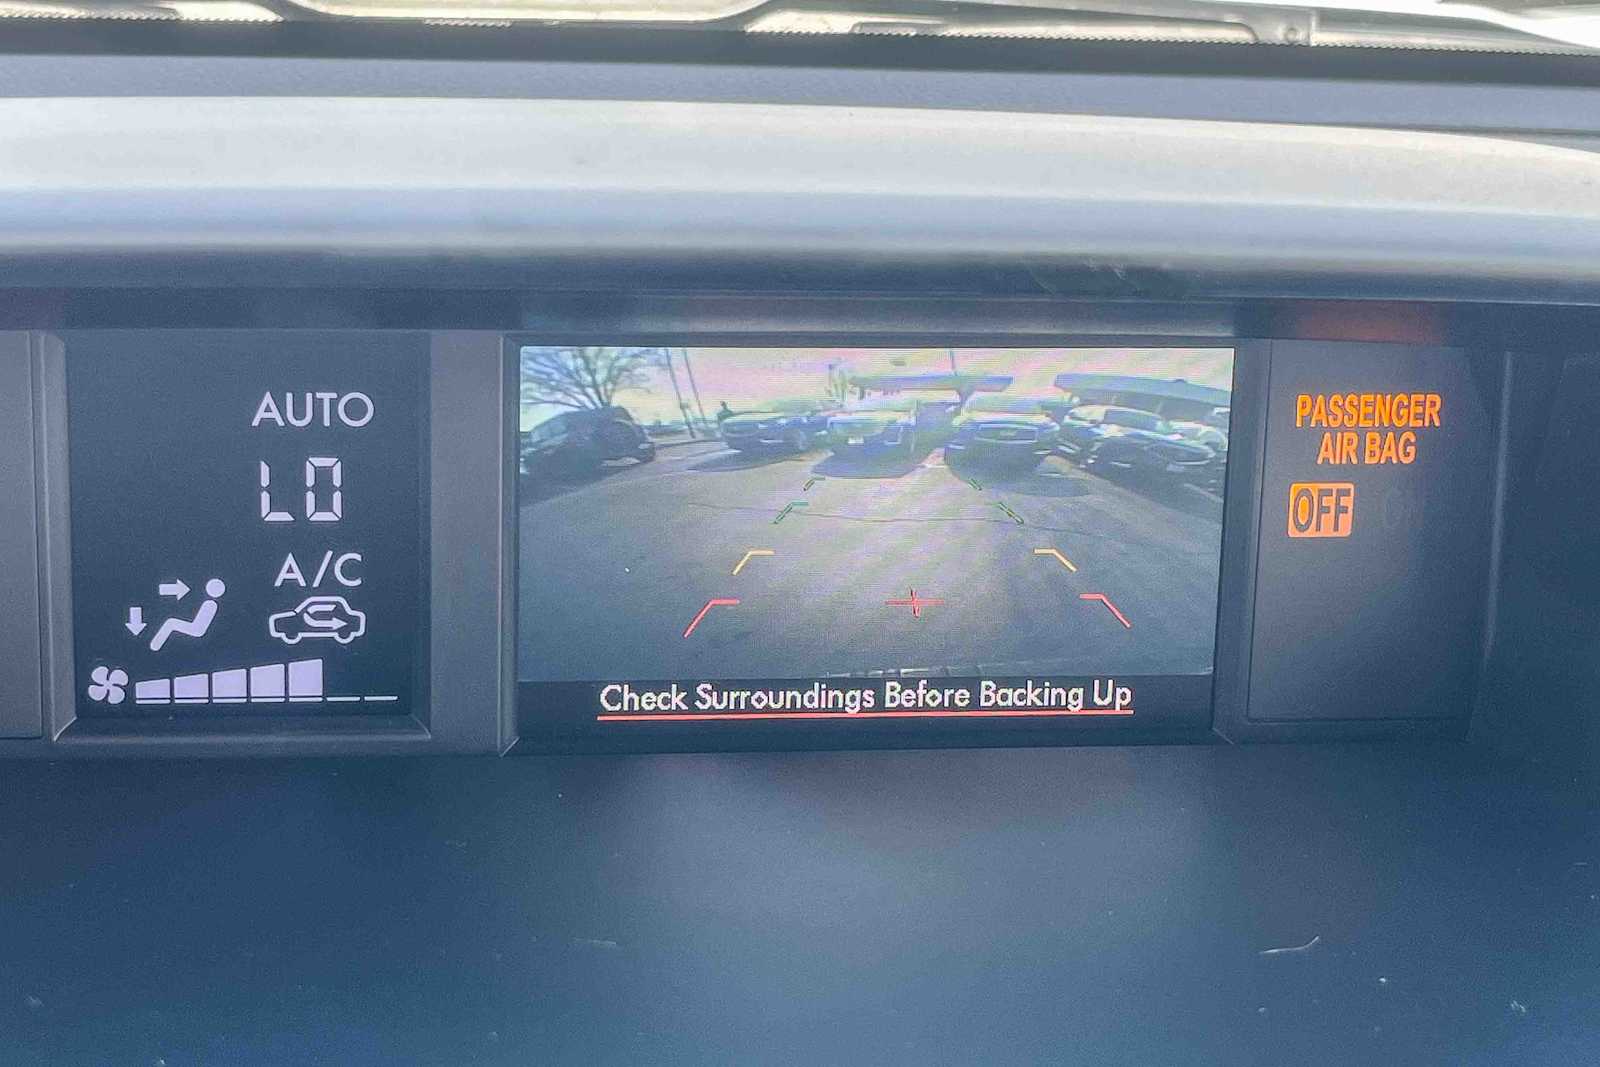 AUTO
LO
A/C
Check Surroundings Before Backing Up
PASSENGER
AIR BAG
OFF